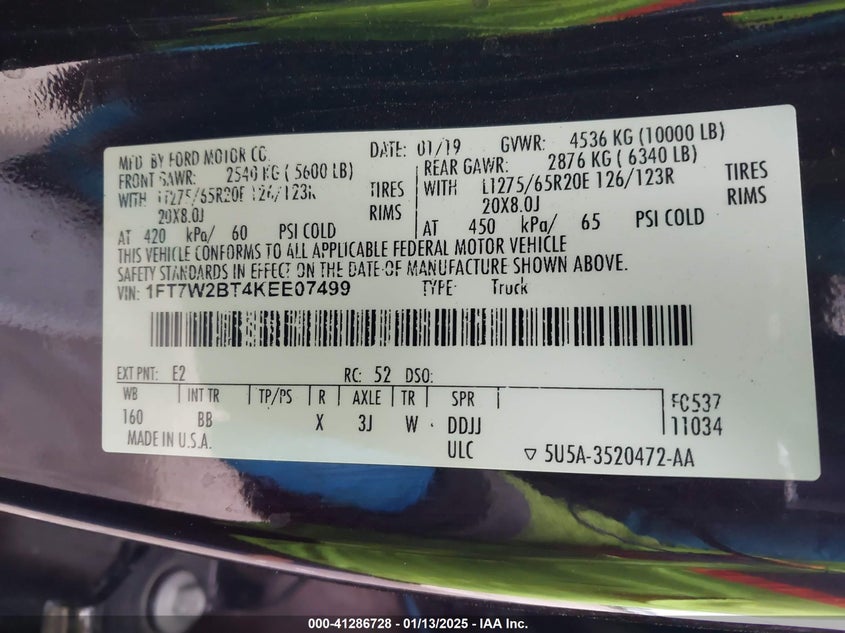 MFD. BY FORD MOTOR CO. DATE: 01/19 GVWR: 4536 KG (10000 LB)
FRONT GAWR: 2540 KG ( 5600 LB) REAR GAWR: 2876 KG ( 6340 LB)
WITH LT275/65R20E 126/123R TIRES WITH LT275/65R20E 126/123R TIRES
20X8.0J RIMS 20X8.0J RIMS
AT 420 kPa/ 60 PSI COLD AT 450 kPa/ 65 PSI COLD
THIS VEHICLE CONFORMS TO ALL APPLICABLE FEDERAL MOTOR VEHICLE
SAFETY STANDARDS IN EFFECT ON THE DATE OF MANUFACTURE SHOWN ABOVE.
VIN: 1FT7W2BT4KEE07499 TYPE: Truck
EXT PNT: E2 RC: 52 DSO:
WB INT TR TP/PS R AXLE TR SPR FC537
160 BB X 3J W DDJJ 11034
MADE IN U.S.A. ULC ▽ 5U5A-3520472-AA
000-41286728 - 01/13/2025 - IAA Inc.